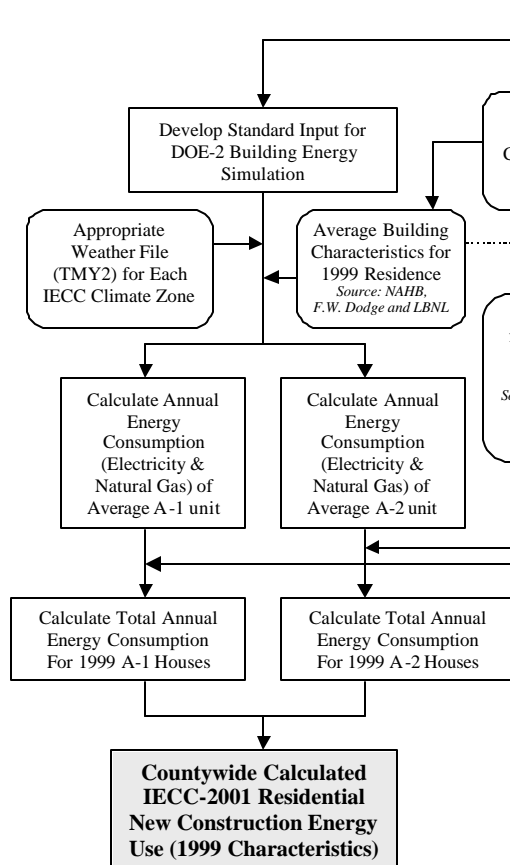 Develop Standard Input for
DOE-2 Building Energy
Simulation
Appropriate
Weather File
(TMY2) for Each
IECC Climate Zone
Average Building
Characteristics for
1999 Residence
Source: NAHB,
F.W. Dodge and LBNL
Calculate Annual
Energy
Consumption
(Electricity &
Natural Gas) of
Average A-1 unit
Calculate Annual
Energy
Consumption
(Electricity &
Natural Gas) of
Average A-2 unit
Calculate Total Annual
Energy Consumption
For 1999 A-1 Houses
Calculate Total Annual
Energy Consumption
For 1999 A-2 Houses
Countywide Calculated
IECC-2001 Residential
New Construction Energy
Use (1999 Characteristics)